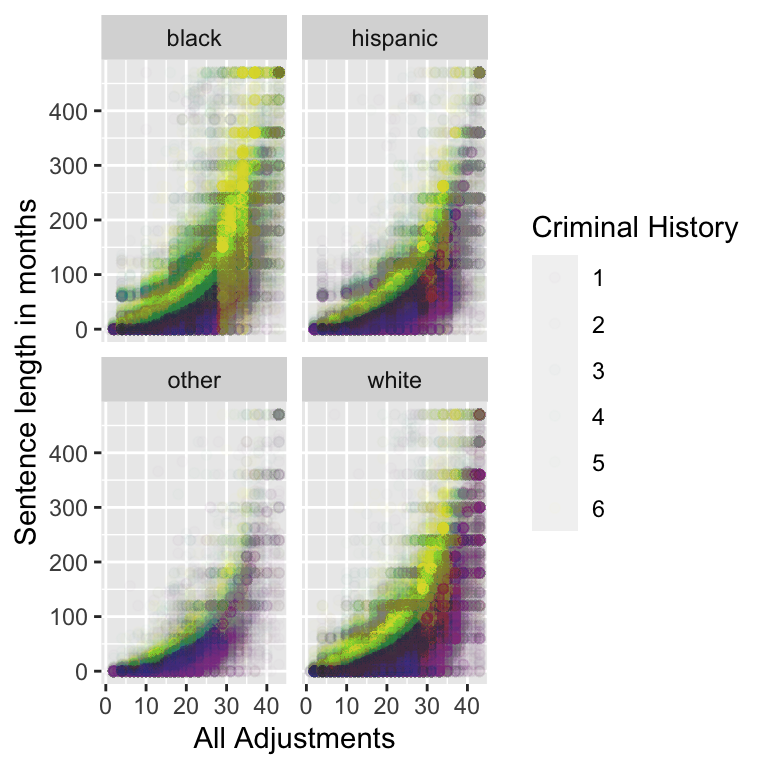 black hispanic
400
300
200
100
0
other white
400
300
200
100
0
0 10 20 30 40 0 10 20 30 40
All Adjustments
Sentence length in months
Criminal History
1
2
3
4
5
6